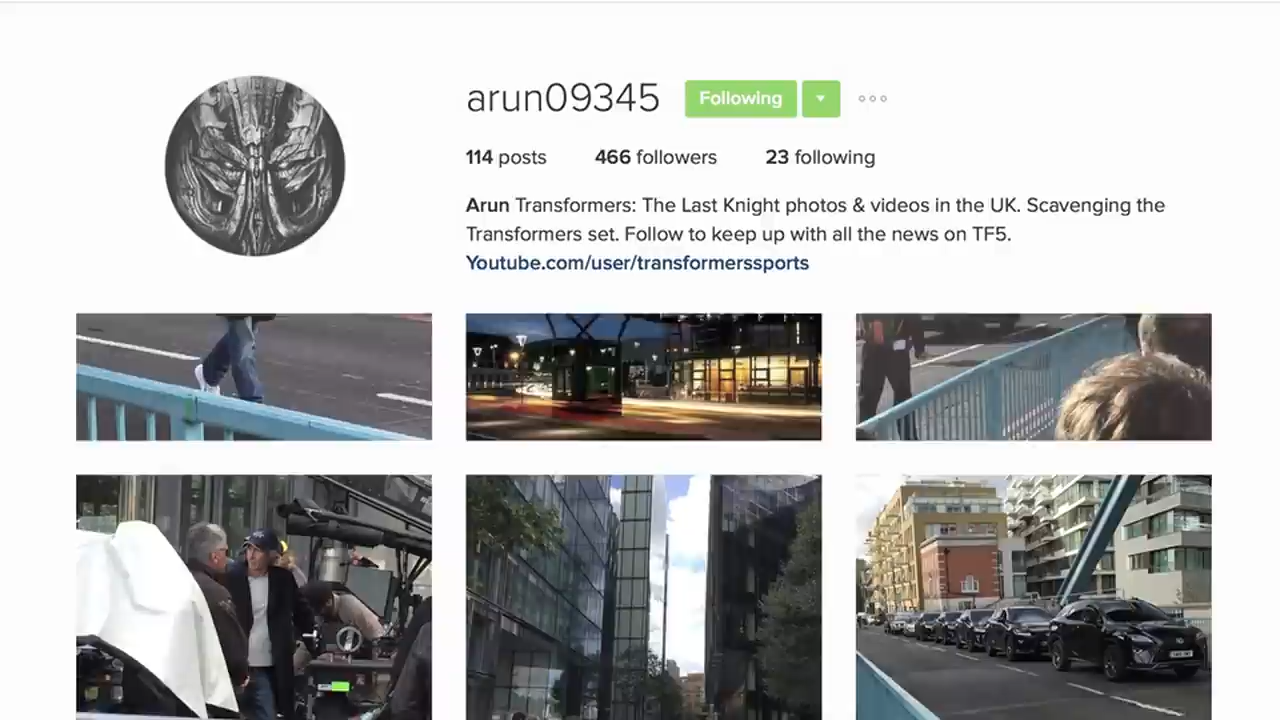 arun09345 Following
114 posts 466 followers 23 following
Arun Transformers: The Last Knight photos & videos in the UK. Scavenging the
Transformers set. Follow to keep up with all the news on TF5.
Youtube.com/user/transformerssports